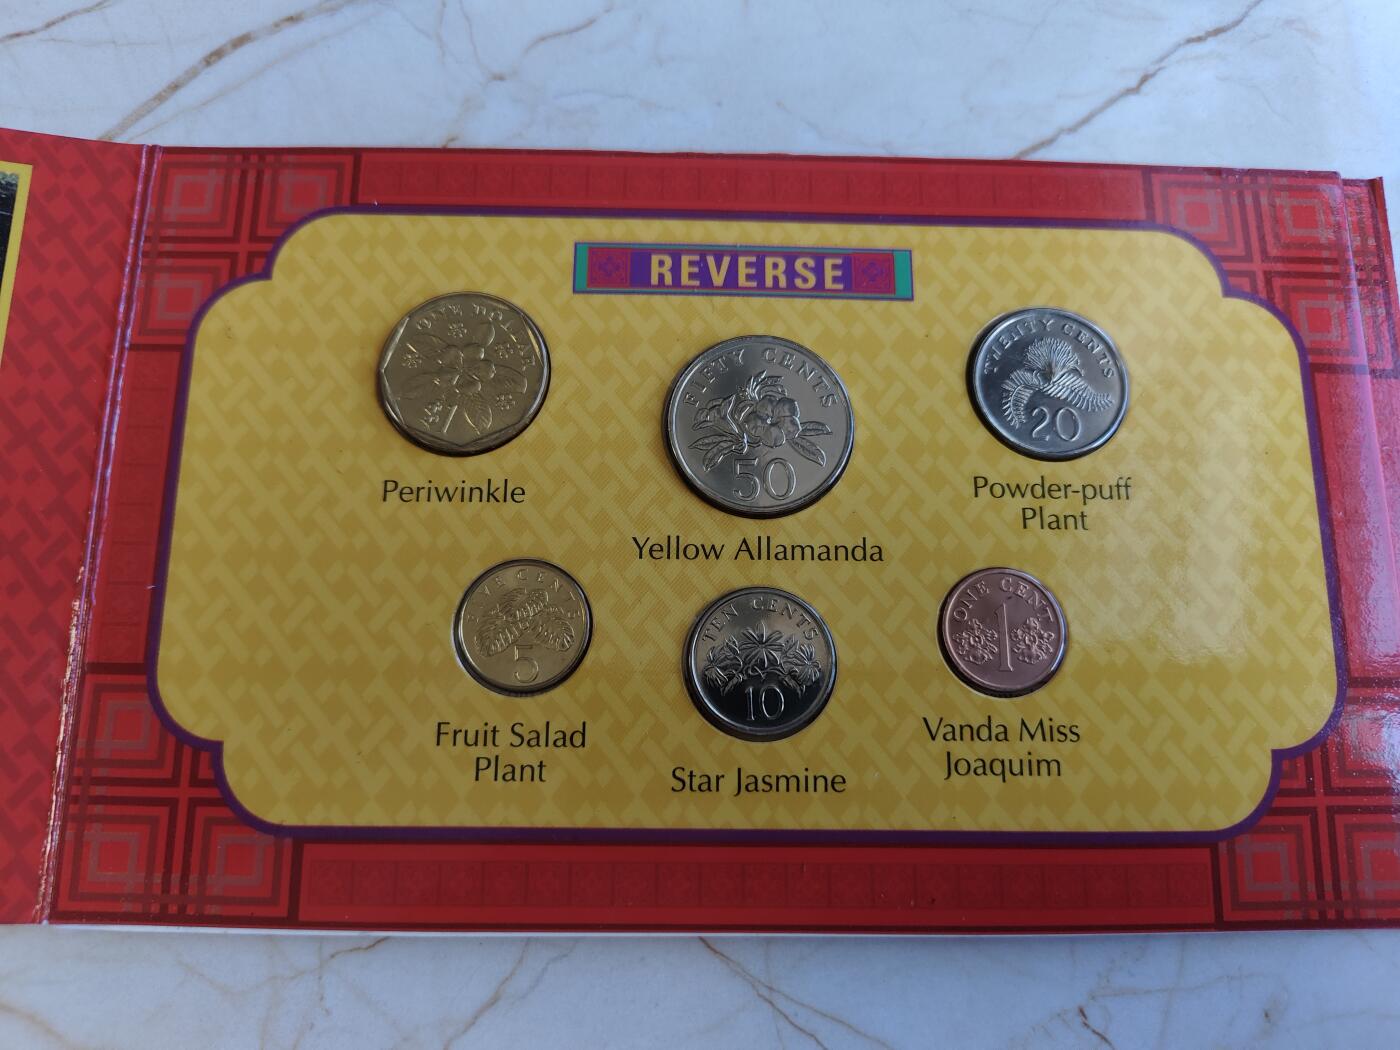 REVERSE
ONE DOLLAR
FIFTY CENTS
50
TWENTY CENTS
20
Periwinkle
Yellow Allamanda
Powder-puff
Plant
FIVE CENTS
5
TEN CENTS
10
ONE CENT
1
Fruit Salad
Plant
Star Jasmine
Vanda Miss
Joaquim